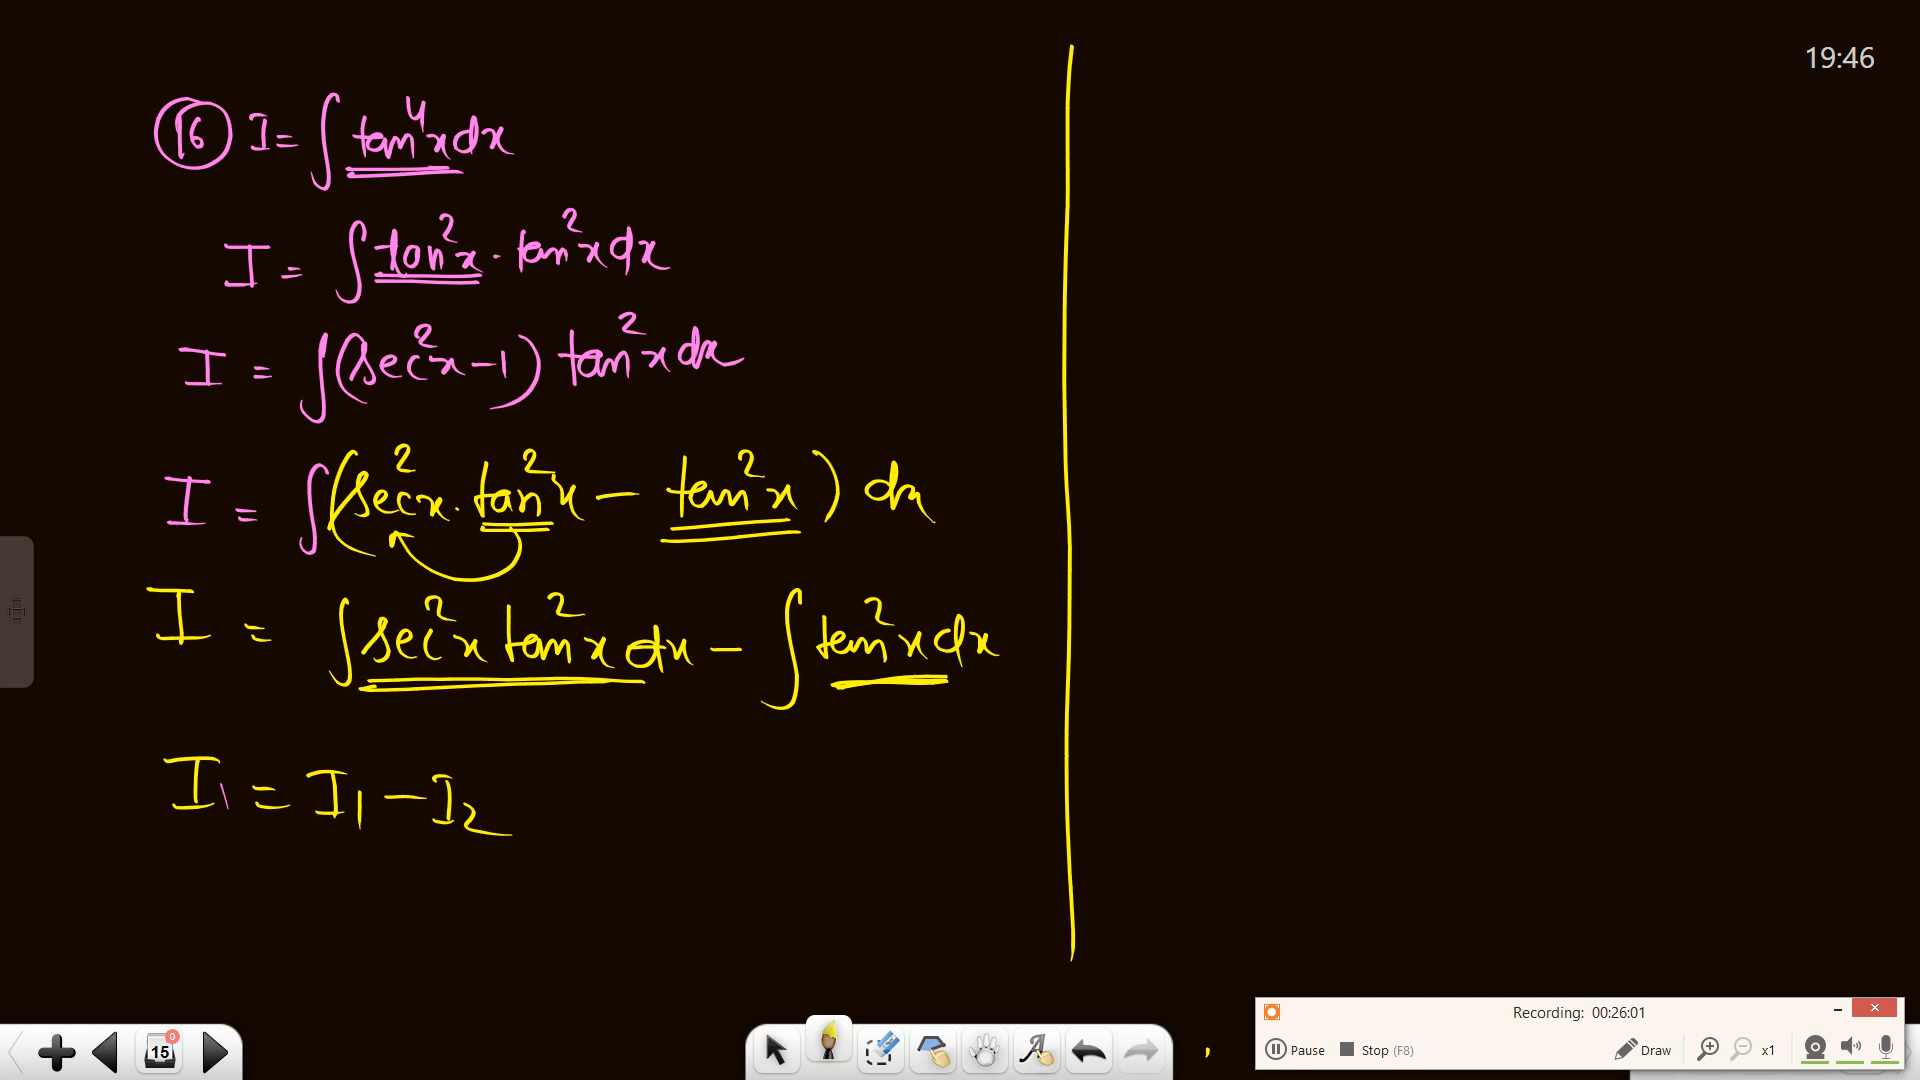 19:46
16 I = ∫ tan⁴x dx
I = ∫ tan²x · tan²x dx
I = ∫ (sec²x - 1) tan²x dx
I = ∫ (sec²x · tan²x - tan²x) dx
I = ∫ sec²x tan²x dx - ∫ tan²x dx
I = I₁ - I₂
Recording: 00:26:01
0
15
Pause Stop (F8) Draw x1